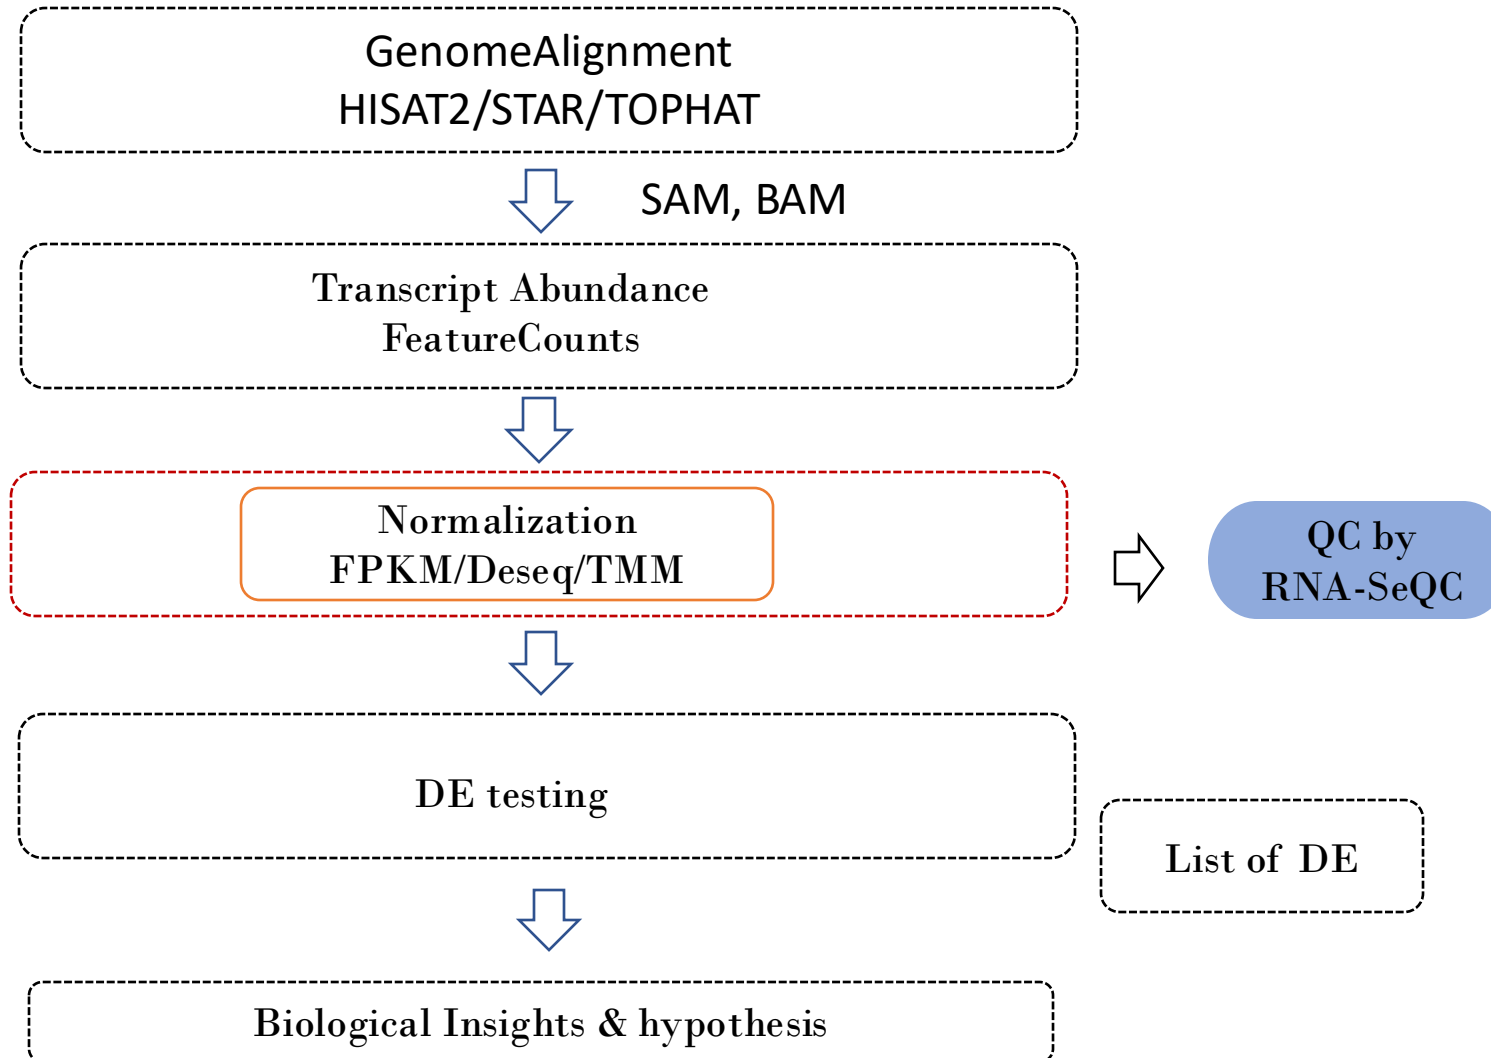 GenomeAlignment
HISAT2/STAR/TOPHAT
SAM, BAM
Transcript Abundance
FeatureCounts
Normalization
FPKM/Deseq/TMM
QC by
RNA-SeQC
DE testing
List of DE
Biological Insights & hypothesis